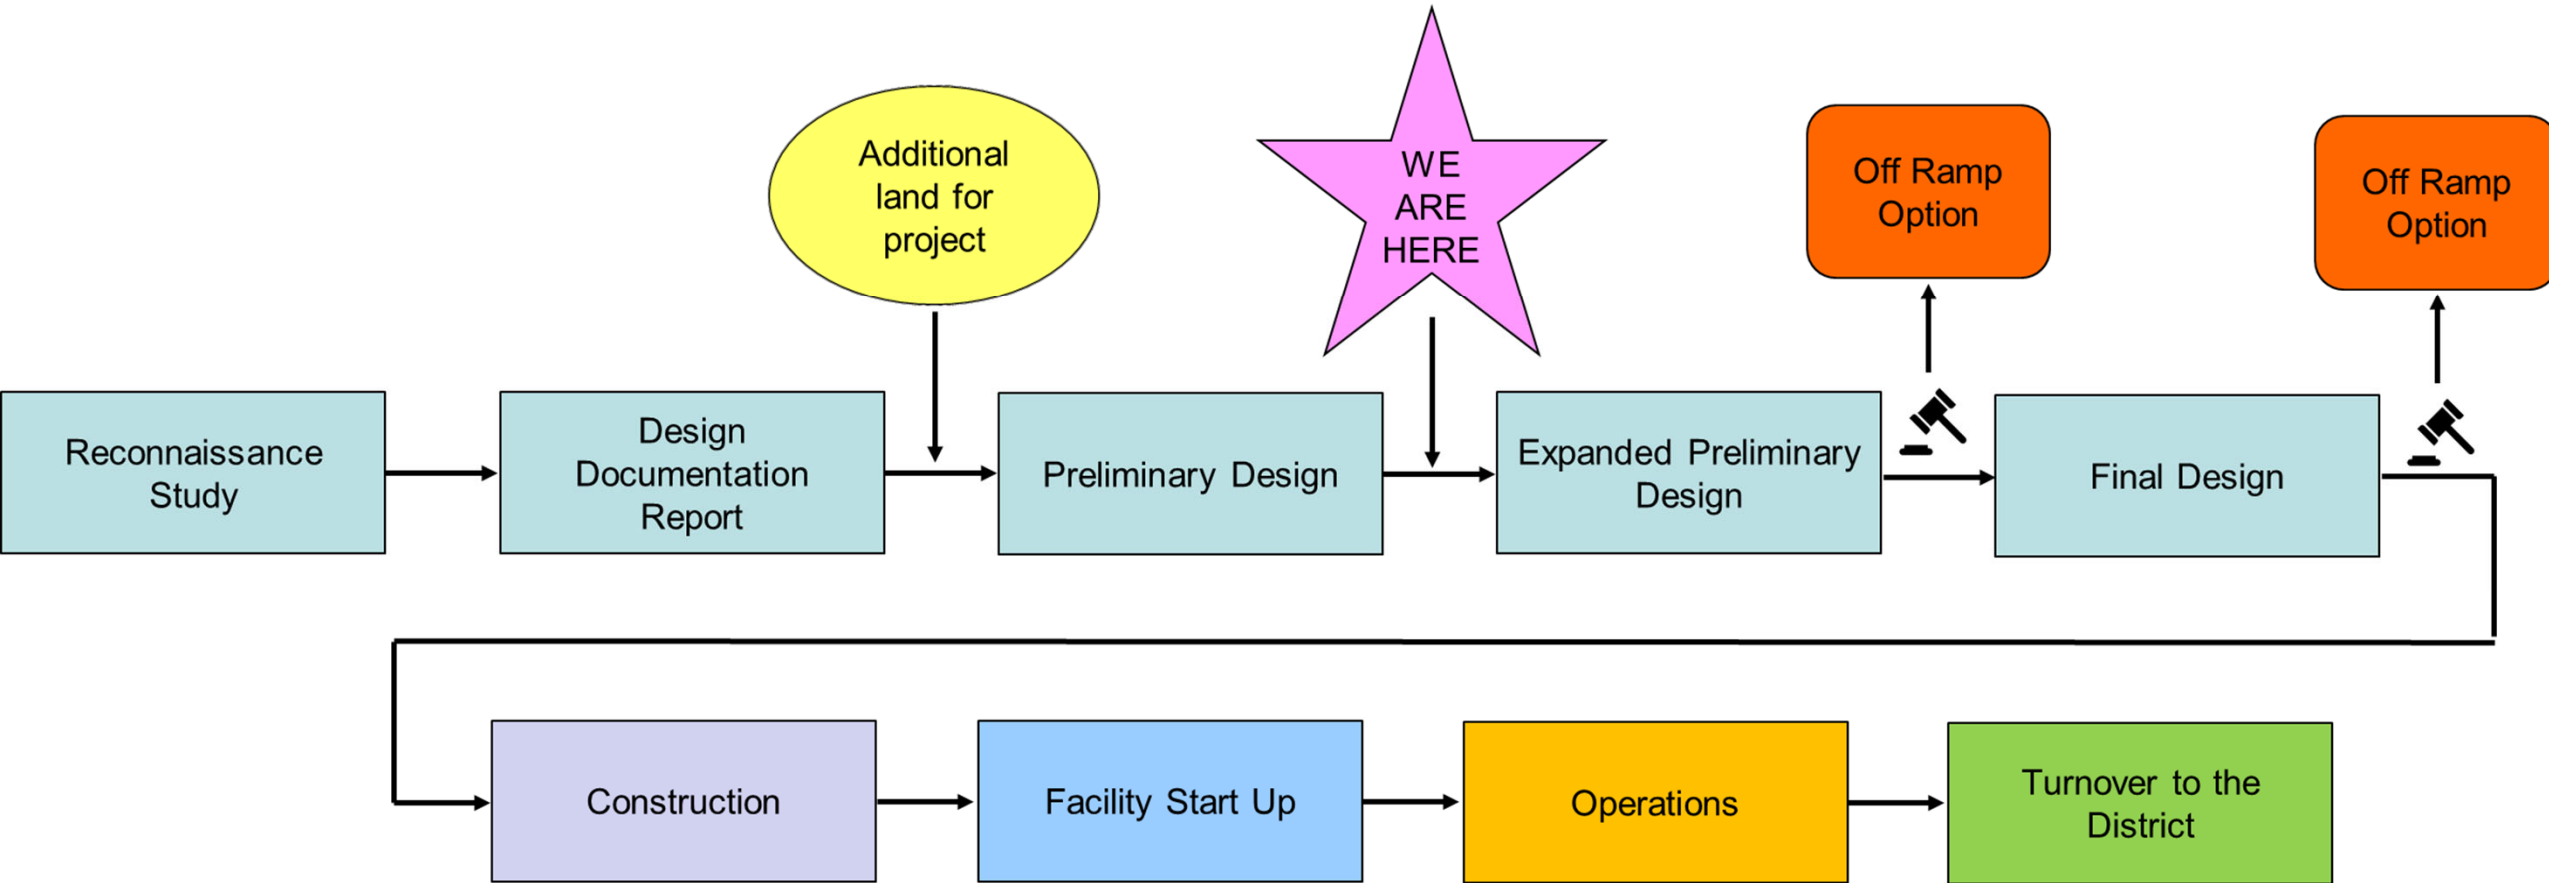 Additional
land for
project
WE
ARE
HERE
Off Ramp
Option
Off Ramp
Option
Reconnaissance
Study
Design
Documentation
Report
Preliminary Design
Expanded Preliminary
Design
Final Design
Construction
Facility Start Up
Operations
Turnover to the
District